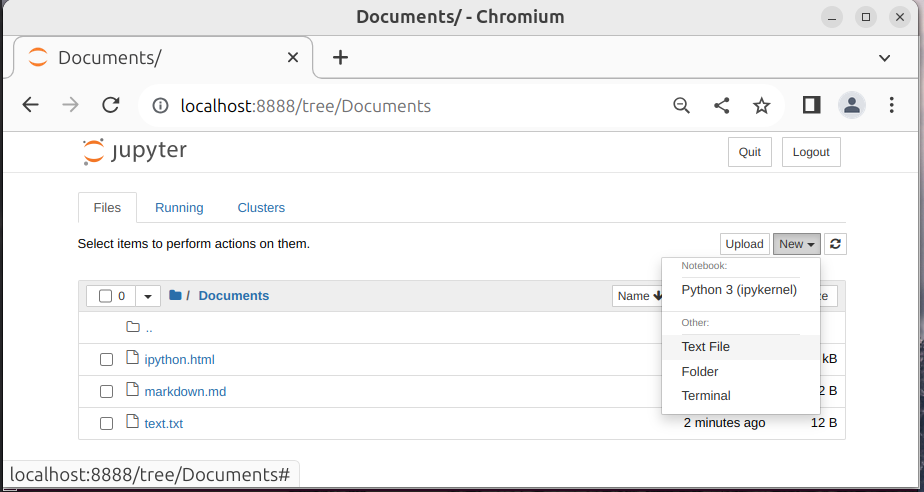 Documents/ - Chromium
Documents/
localhost:8888/tree/Documents
jupyter
Quit
Logout
Files
Running
Clusters
Select items to perform actions on them.
Upload
New
Notebook:
Python 3 (ipykernel)
0
/
Documents
Name
Other:
..
Text File
ipython.html
kB
Folder
markdown.md
2 B
Terminal
text.txt
2 minutes ago
12 B
localhost:8888/tree/Documents#